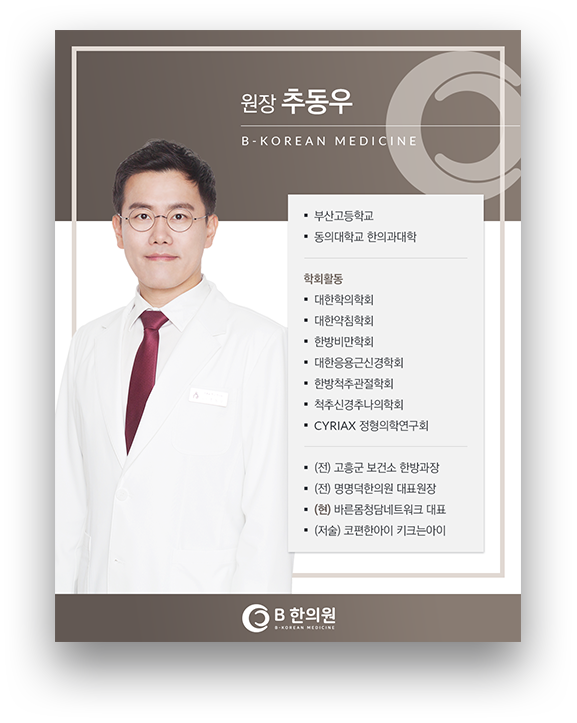 원장 추동우
B-KOREAN MEDICINE
부산고등학교
동의대학교 한의과대학
학회활동
대한학의학회
대한약침학회
한방비만학회
대한응용근신경학회
한방척추관절학회
척추신경추나의학회
CYRIAX 정형의학연구회
(전) 고흥군 보건소 한방과장
(전) 명명덕한의원 대표원장
(현) 바른몸청담네트워크 대표
(저술) 코편한아이 키크는아이
B 한의원
B-KOREAN MEDICINE